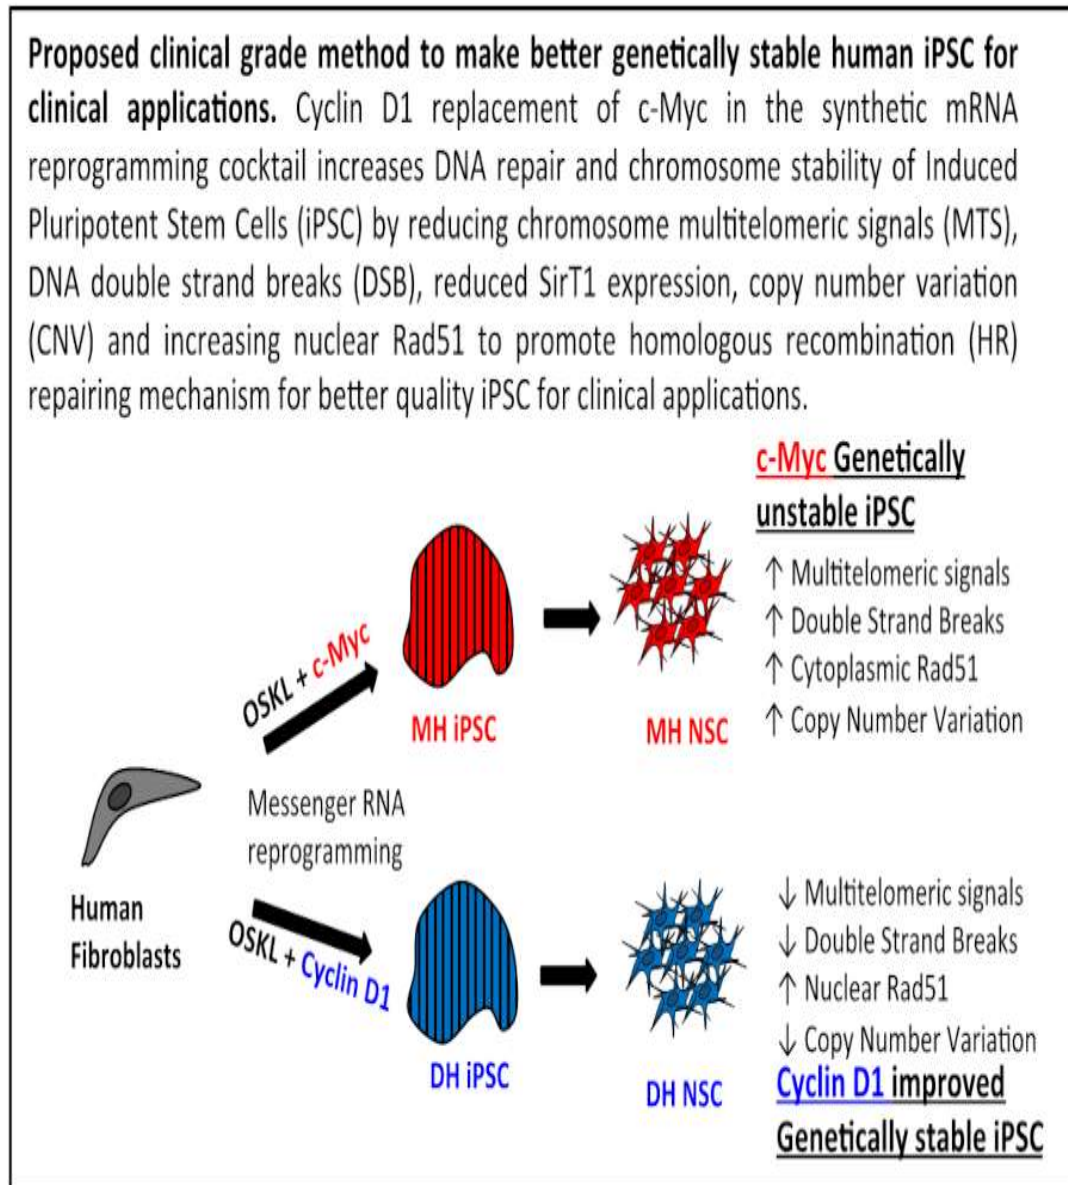 Proposed clinical grade method to make better genetically stable human iPSC for
clinical applications. Cyclin D1 replacement of c-Myc in the synthetic mRNA
reprogramming cocktail increases DNA repair and chromosome stability of Induced
Pluripotent Stem Cells (iPSC) by reducing chromosome multitelomeric signals (MTS),
DNA double strand breaks (DSB), reduced SirT1 expression, copy number variation
(CNV) and increasing nuclear Rad51 to promote homologous recombination (HR)
repairing mechanism for better quality iPSC for clinical applications.
c-Myc Genetically
unstable iPSC
↑ Multitelomeric signals
↑ Double Strand Breaks
↑ Cytoplasmic Rad51
↑ Copy Number Variation
OSKL + c-Myc
MH iPSC
MH NSC
Messenger RNA
reprogramming
Human
Fibroblasts
OSKL + Cyclin D1
DH iPSC
DH NSC
↓ Multitelomeric signals
↓ Double Strand Breaks
↑ Nuclear Rad51
↓ Copy Number Variation
Cyclin D1 improved
Genetically stable iPSC